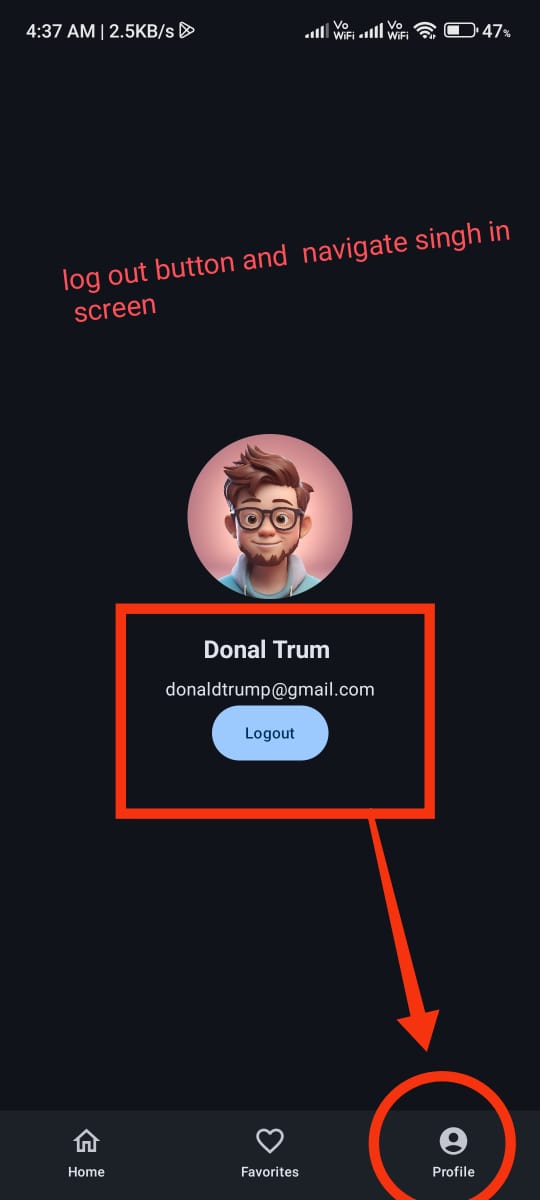 4:37 AM | 2.5KB/s Vo WiFi Vo WiFi 47%
log out button and navigate singh in
screen
Donal Trum
donaldtrump@gmail.com
Logout
Home Favorites Profile